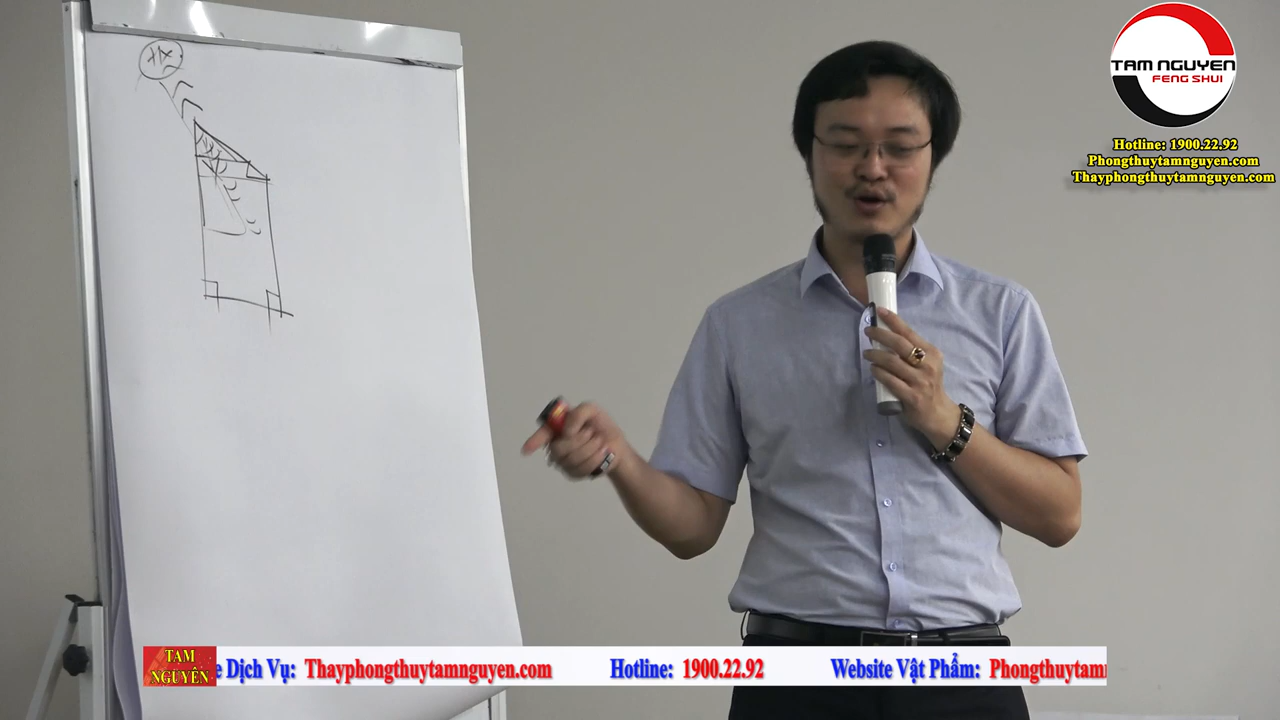 TAM NGUYEN
FENG SHUI
Hotline: 1900.22.92
Phongthuytamnguyen.com
Thayphongthuytamnguyen.com
TAM
NGUYÊN
e Dịch Vụ: Thayphongthuytamnguyen.com Hotline: 1900.22.92 Website Vật Phẩm: Phongthuytam